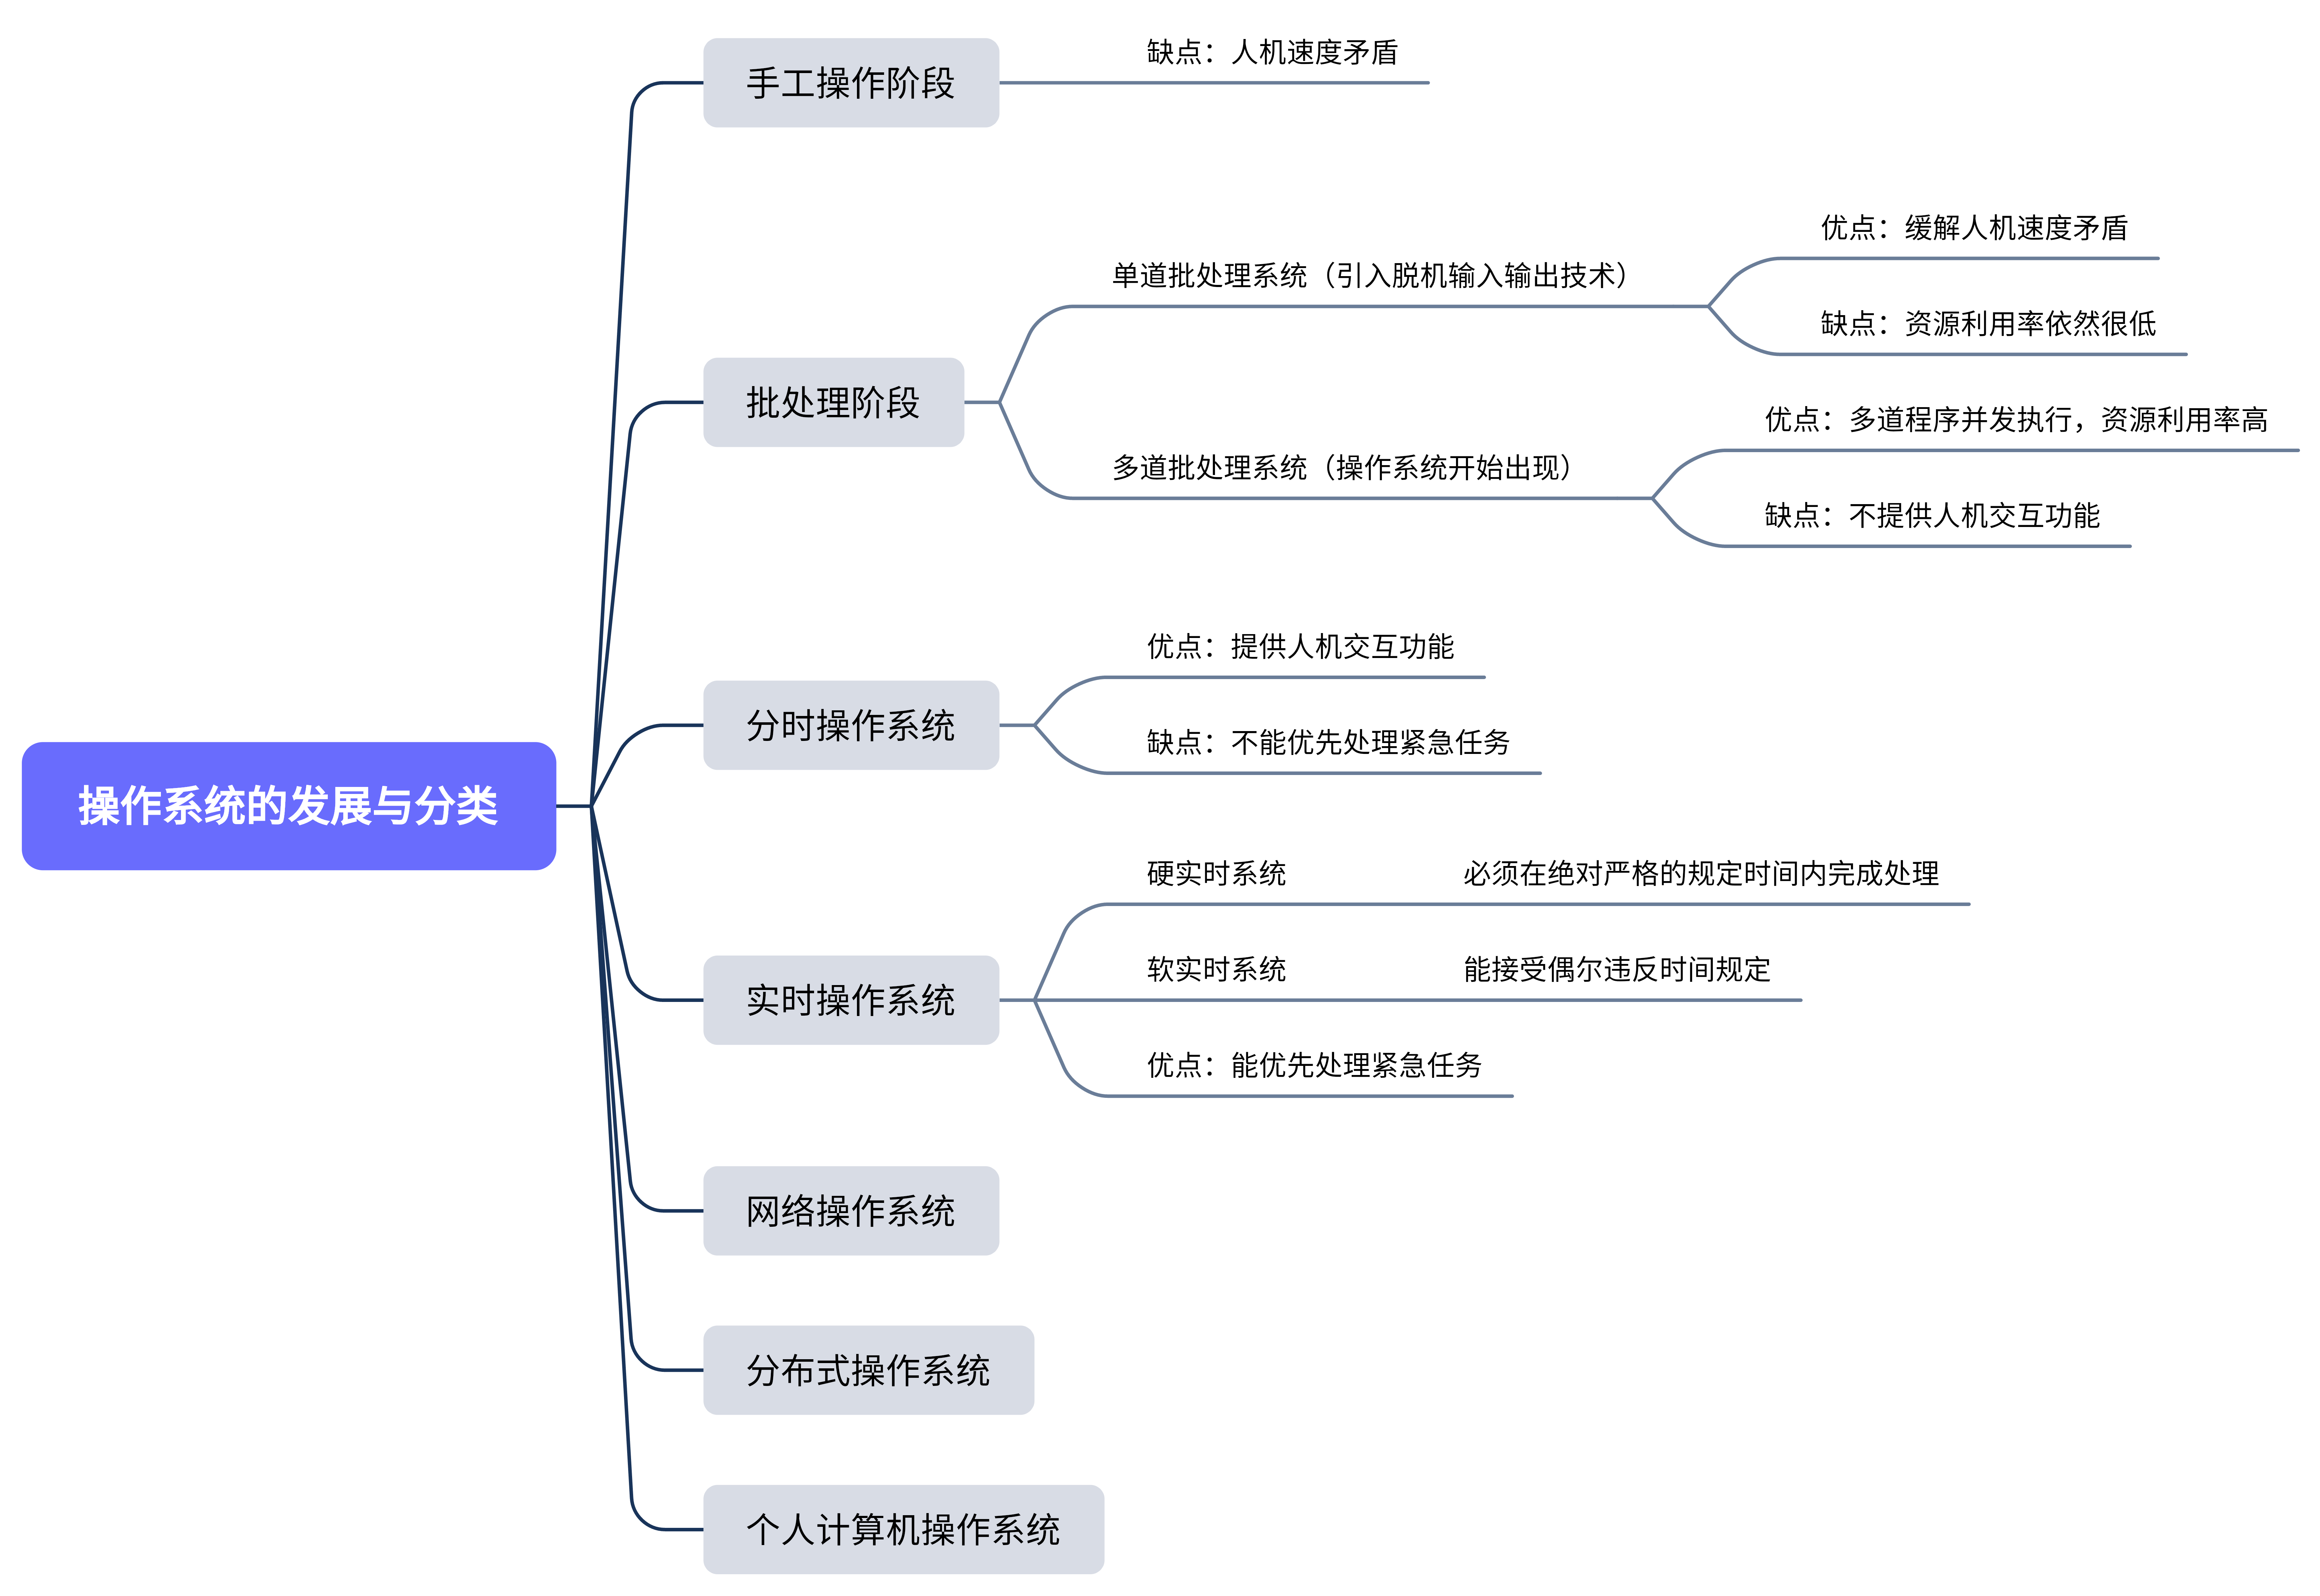 操作系统的发展与分类
手工操作阶段
缺点：人机速度矛盾
批处理阶段
单道批处理系统（引入脱机输入输出技术）
优点：缓解人机速度矛盾
缺点：资源利用率依然很低
多道批处理系统（操作系统开始出现）
优点：多道程序并发执行，资源利用率高
缺点：不提供人机交互功能
分时操作系统
优点：提供人机交互功能
缺点：不能优先处理紧急任务
实时操作系统
硬实时系统
必须在绝对严格的规定时间内完成处理
软实时系统
能接受偶尔违反时间规定
优点：能优先处理紧急任务
网络操作系统
分布式操作系统
个人计算机操作系统